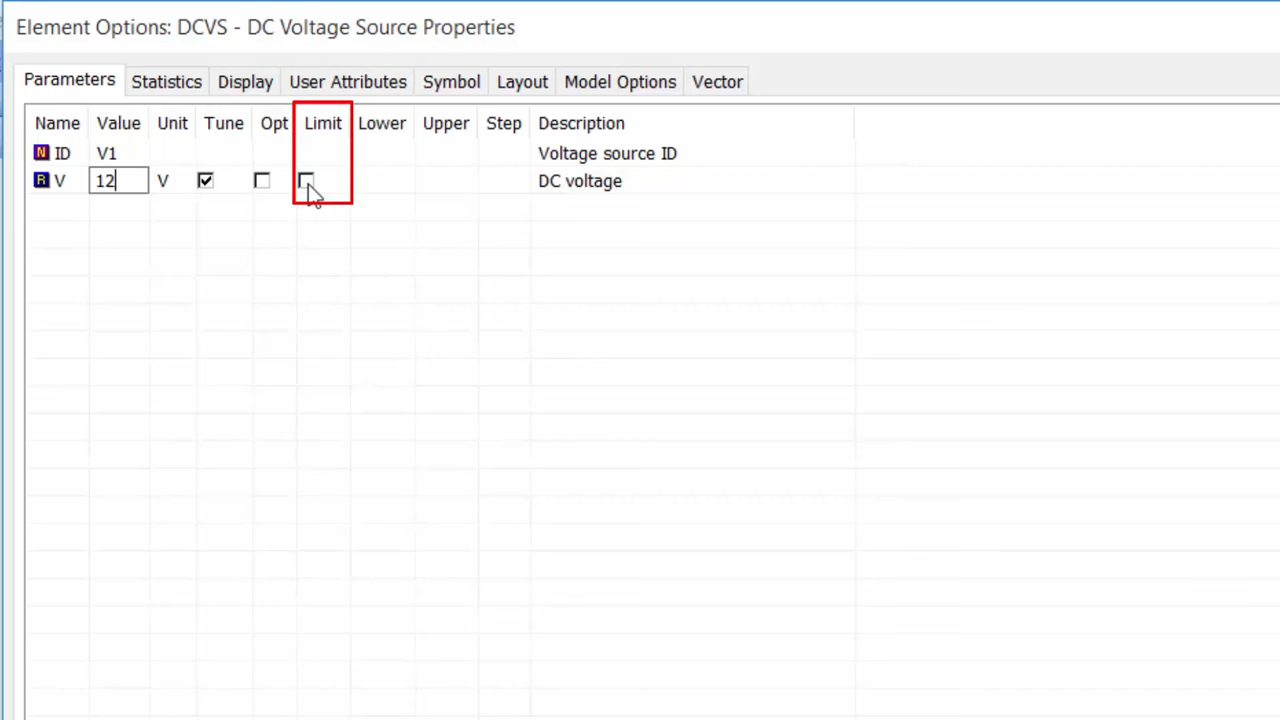 Element Options: DCVS - DC Voltage Source Properties
Parameters Statistics Display User Attributes Symbol Layout Model Options Vector
Name Value Unit Tune Opt Limit Lower Upper Step Description
N ID V1 Voltage source ID
R V 12 V DC voltage